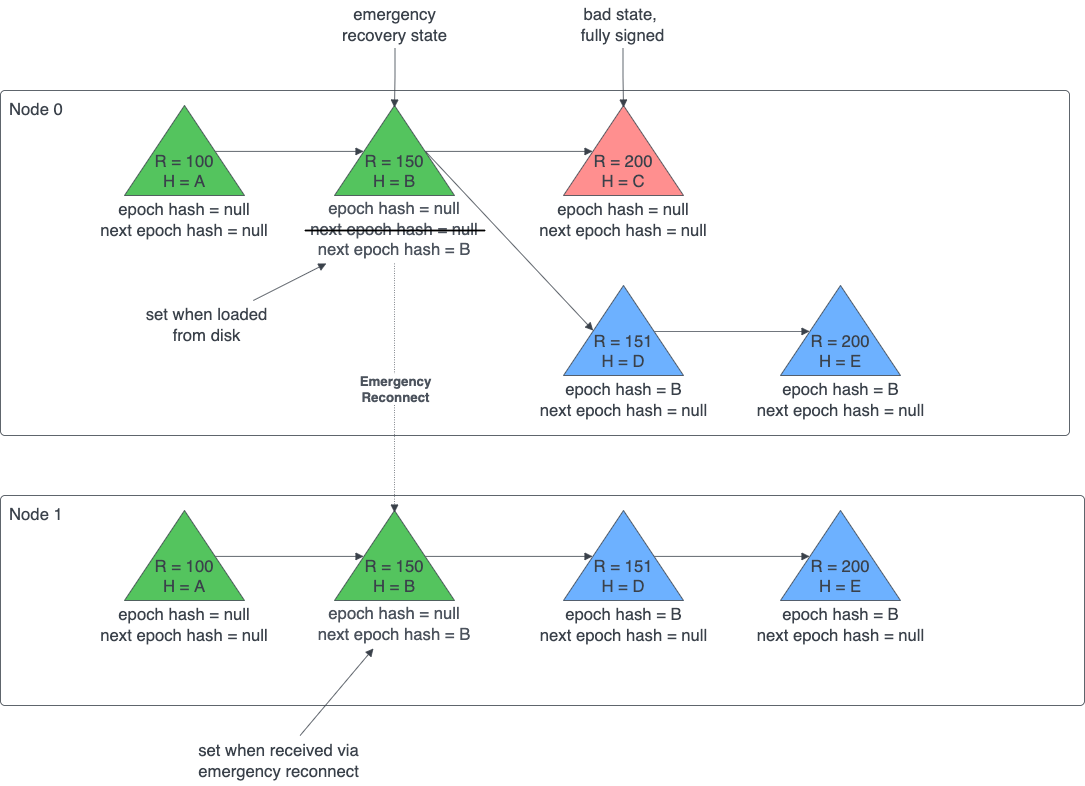 emergency
recovery state
bad state,
fully signed
Node 0
R = 100
H = A
epoch hash = null
next epoch hash = null
R = 150
H = B
epoch hash = null
next epoch hash = null
next epoch hash = B
R = 200
H = C
epoch hash = null
next epoch hash = null
set when loaded
from disk
R = 151
H = D
epoch hash = B
next epoch hash = null
R = 200
H = E
epoch hash = B
next epoch hash = null
Emergency
Reconnect
Node 1
R = 100
H = A
epoch hash = null
next epoch hash = null
R = 150
H = B
epoch hash = null
next epoch hash = B
R = 151
H = D
epoch hash = B
next epoch hash = null
R = 200
H = E
epoch hash = B
next epoch hash = null
set when received via
emergency reconnect